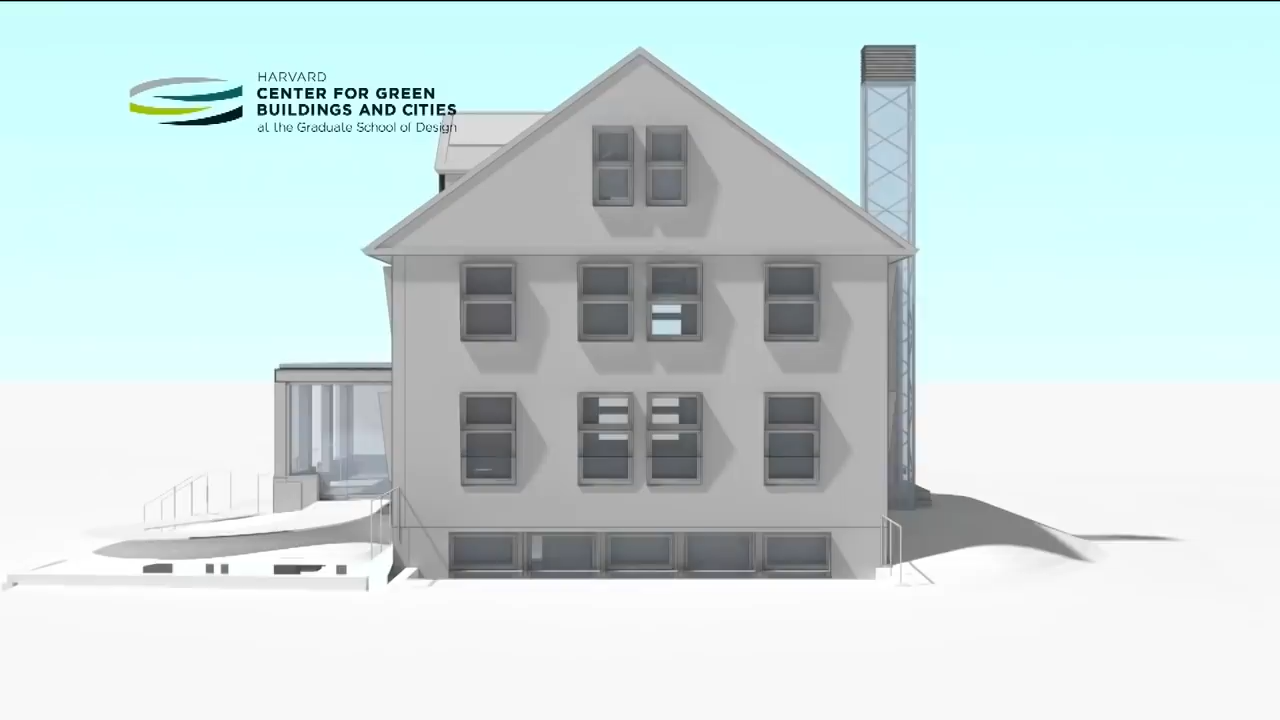 HARVARD
CENTER FOR GREEN
BUILDINGS AND CITIES
at the Graduate School of Design